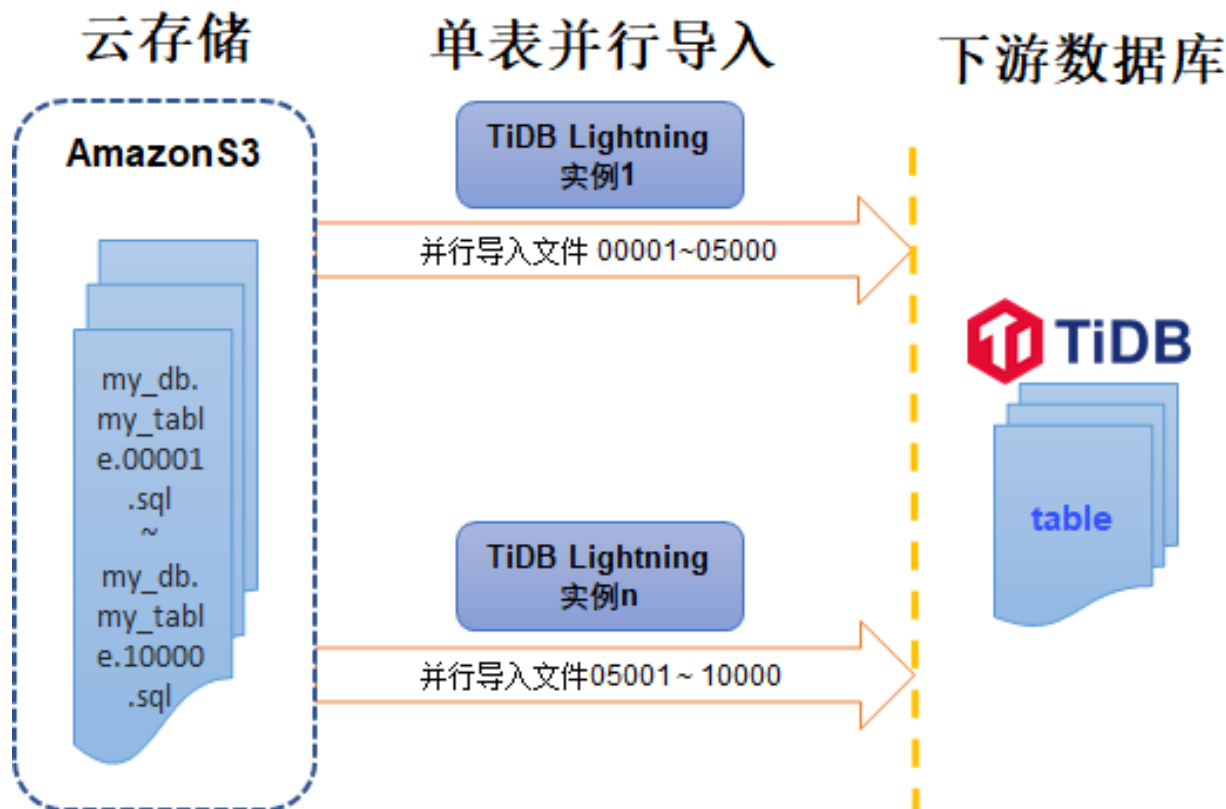 云存储
单表并行导入
下游数据库
AmazonS3
my_db.
my_tabl
e.00001
.sql
~
my_db.
my_tabl
e.10000
.sql
TiDB Lightning
实例1
并行导入文件 00001~05000
TiDB Lightning
实例n
并行导入文件05001 ~ 10000
TiDB
table